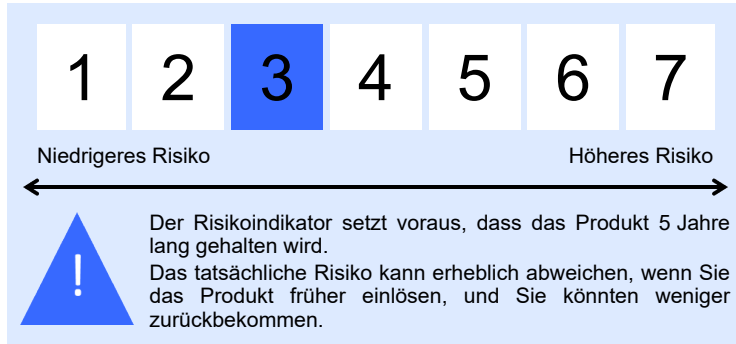 1 2 3 4 5 6 7
Niedrigeres Risiko Höheres Risiko
!
Der Risikoindikator setzt voraus, dass das Produkt 5 Jahre
lang gehalten wird.
Das tatsächliche Risiko kann erheblich abweichen, wenn Sie
das Produkt früher einlösen, und Sie könnten weniger
zurückbekommen.